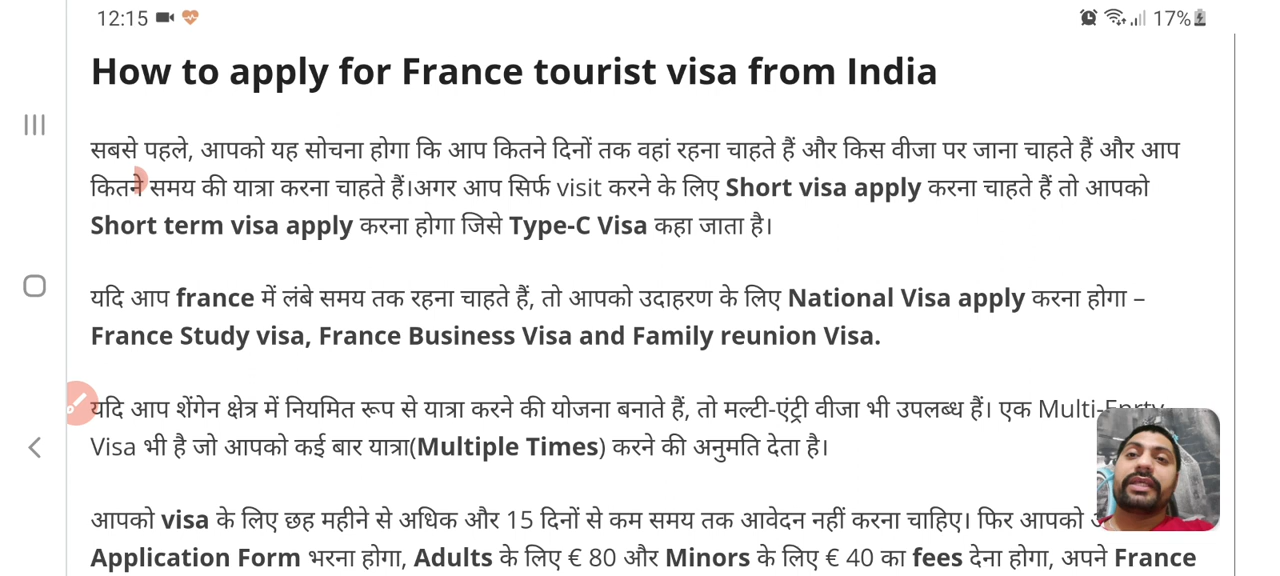 12:15 17%
How to apply for France tourist visa from India
सबसे पहले, आपको यह सोचना होगा कि आप कितने दिनों तक वहां रहना चाहते हैं और किस वीजा पर जाना चाहते हैं और आप
कितने समय की यात्रा करना चाहते हैं।अगर आप सिर्फ visit करने के लिए Short visa apply करना चाहते हैं तो आपको
Short term visa apply करना होगा जिसे Type-C Visa कहा जाता है।
यदि आप france में लंबे समय तक रहना चाहते हैं, तो आपको उदाहरण के लिए National Visa apply करना होगा –
France Study visa, France Business Visa and Family reunion Visa.
यदि आप शेंगेन क्षेत्र में नियमित रूप से यात्रा करने की योजना बनाते हैं, तो मल्टी-एंट्री वीजा भी उपलब्ध हैं। एक Multi-Enrty
Visa भी है जो आपको कई बार यात्रा(Multiple Times) करने की अनुमति देता है।
आपको visa के लिए छह महीने से अधिक और 15 दिनों से कम समय तक आवेदन नहीं करना चाहिए। फिर आपको
Application Form भरना होगा, Adults के लिए € 80 और Minors के लिए € 40 का fees देना होगा, अपने France